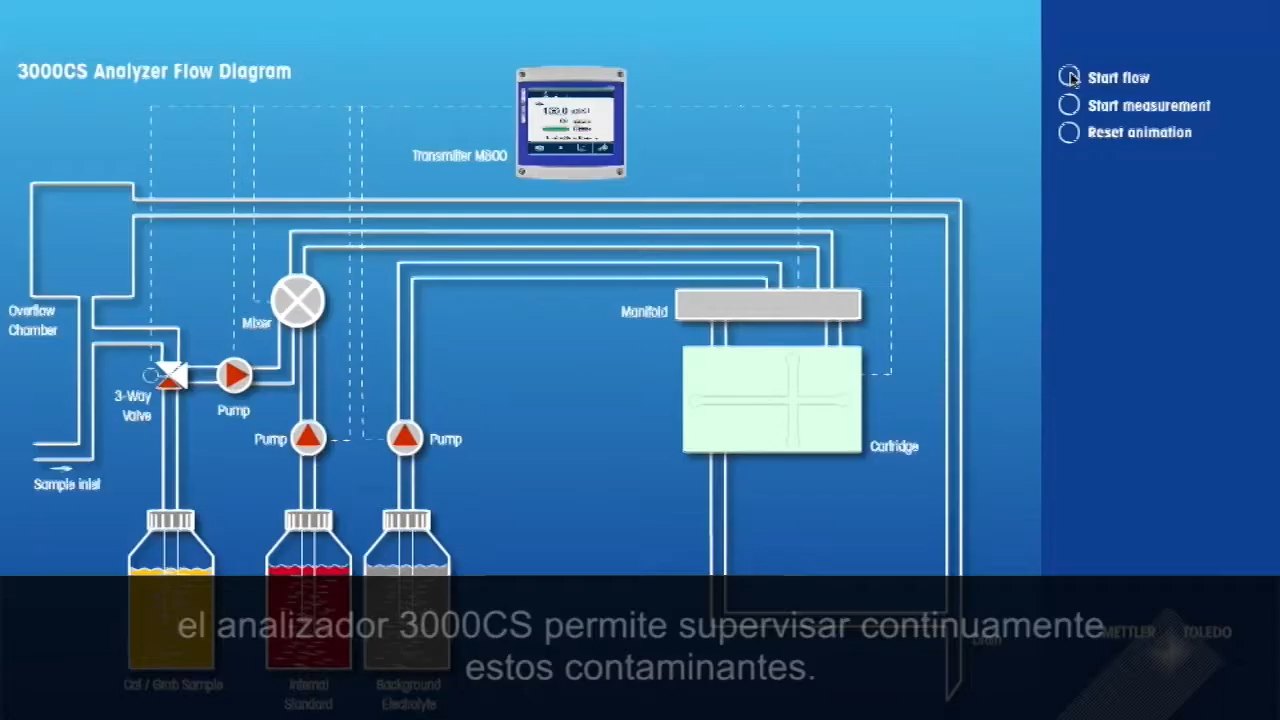 3000CS Analyzer Flow Diagram
Start flow
Start measurement
Reset animation
Transmitter M800
Overflow
Chamber
Mixer
Manifold
3-Way
Valve
Pump
Pump
Pump
Cartridge
Sample inlet
el analizador 3000CS permite supervisar continuamente
estos contaminantes.
METTLER TOLEDO
Drain
Cal / Grab Sample
Internal
Standard
Background
Electrolyte